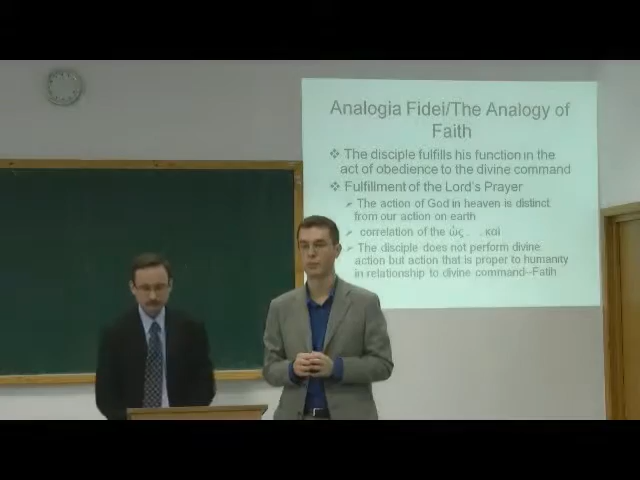 Analogia Fidei/The Analogy of
Faith
The disciple fulfills his function in the
act of obedience to the divine command
Fulfillment of the Lord's Prayer
The action of God in heaven is distinct
from our action on earth
correlation of the ὡς . . . καὶ
The disciple does not perform divine
action but action that is proper to humanity
in relationship to divine command--Fatih